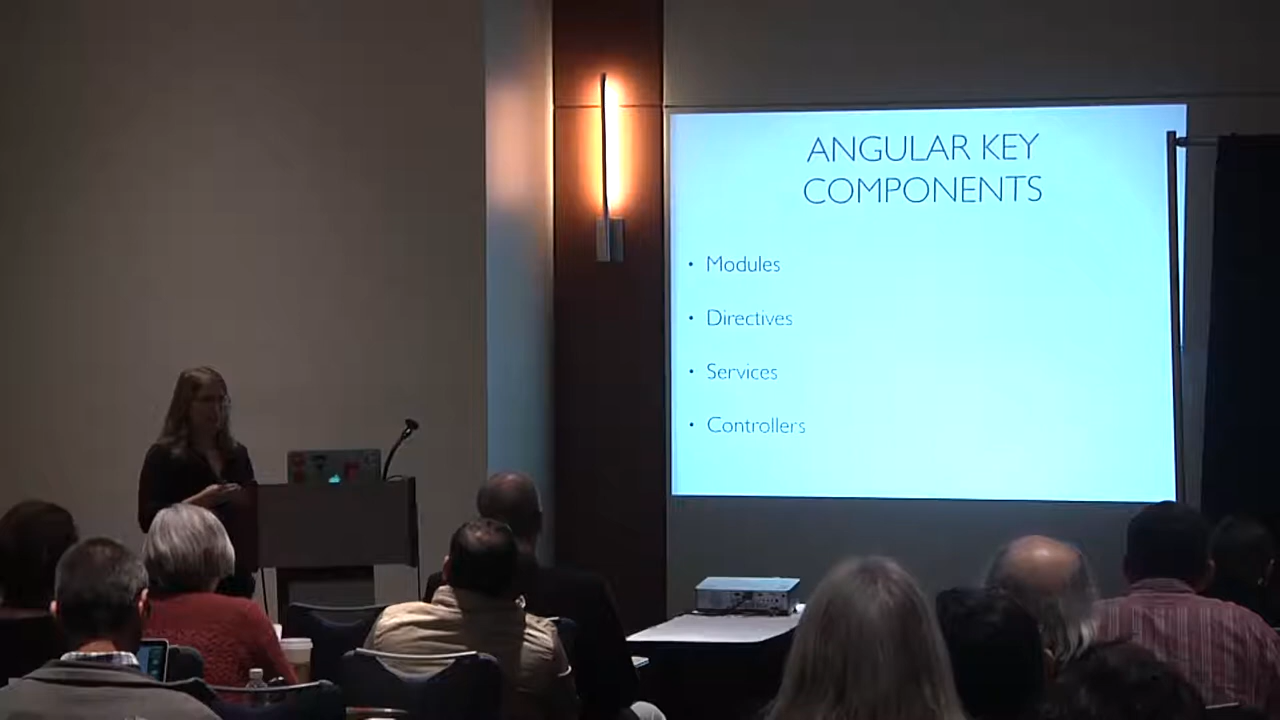 ANGULAR KEY
COMPONENTS
• Modules
• Directives
• Services
• Controllers